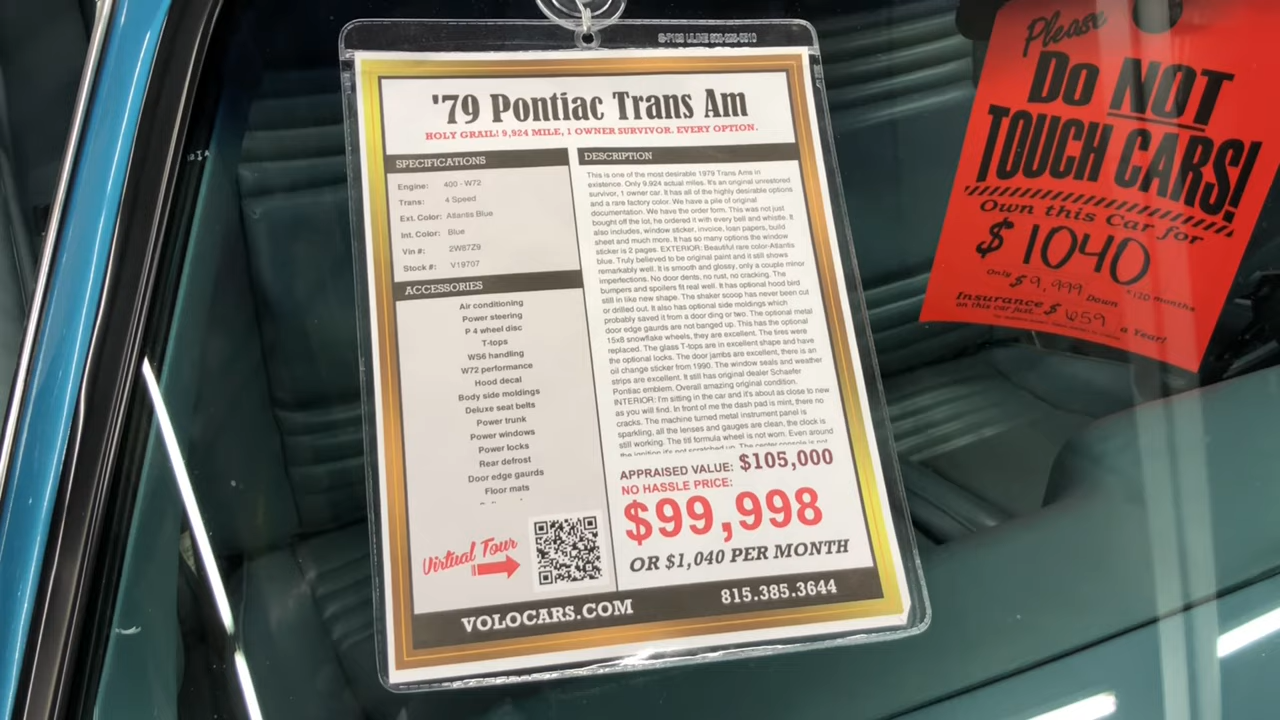 '79 Pontiac Trans Am
HOLY GRAIL! 9,924 MILE, 1 OWNER SURVIVOR. EVERY OPTION.
SPECIFICATIONS
Engine: 400 - W72
Trans: 4 Speed
Ext. Color: Atlantis Blue
Int. Color: Blue
Vin #: 2W87Z9
Stock #: V19707
ACCESSORIES
Air conditioning
Power steering
P 4 wheel disc
T-tops
WS6 handling
W72 performance
Hood decal
Body side moldings
Deluxe seat belts
Power trunk
Power windows
Power locks
Rear defrost
Door edge gaurds
Floor mats
Virtual Tour
DESCRIPTION
This is one of the most desirable 1979 Trans Ams in
existence. Only 9,924 actual miles. It's an original unrestored
survivor, 1 owner car. It has all of the highly desirable options
and a rare factory color. We have a pile of original
documentation. We have the order form. This was not just
bought off the lot, he ordered it with every bell and whistle. It
also includes, window sticker, invoice, loan papers, build
sheet and much more. It has so many options the window
sticker is 2 pages. EXTERIOR: Beautiful rare color-Atlantis
blue. Truly believed to be original paint and it still shows
remarkably well. It is smooth and glossy, only a couple minor
imperfections. No door dents, no rust, no cracking. The
bumpers and spoilers fit real well. It has optional hood bird
still in like new shape. The shaker scoop has never been cut
or drilled out. It also has optional side moldings which
probably saved it from a door ding or two. The optional metal
door edge gaurds are not banged up. This has the optional
15x8 snowflake wheels, they are excellent. The tires were
replaced. The glass T-tops are in excellent shape and have
the optional locks. The door jambs are excellent, there is an
oil change sticker from 1990. The window seals and weather
strips are excellent. It still has original dealer Schaefer
Pontiac emblem. Overall amazing original condition.
INTERIOR: I'm sitting in the car and it's about as close to new
as you will find. In front of me the dash pad is mint, there no
cracks. The machine turned metal instrument panel is
sparkling, all the lenses and gauges are clean, the clock is
still working. The titl formula wheel is not worn. Even around
the ignition it's not scratched up. The center console is not
APPRAISED VALUE: $105,000
NO HASSLE PRICE:
$99,998
OR $1,040 PER MONTH
VOLOCARS.COM
815.385.3644
Please
Do NOT
TOUCH CARS!
Own this Car for
$ 1040
Only $9,999 Down *120 months
Insurance
on this car just... $ 659 a Year!